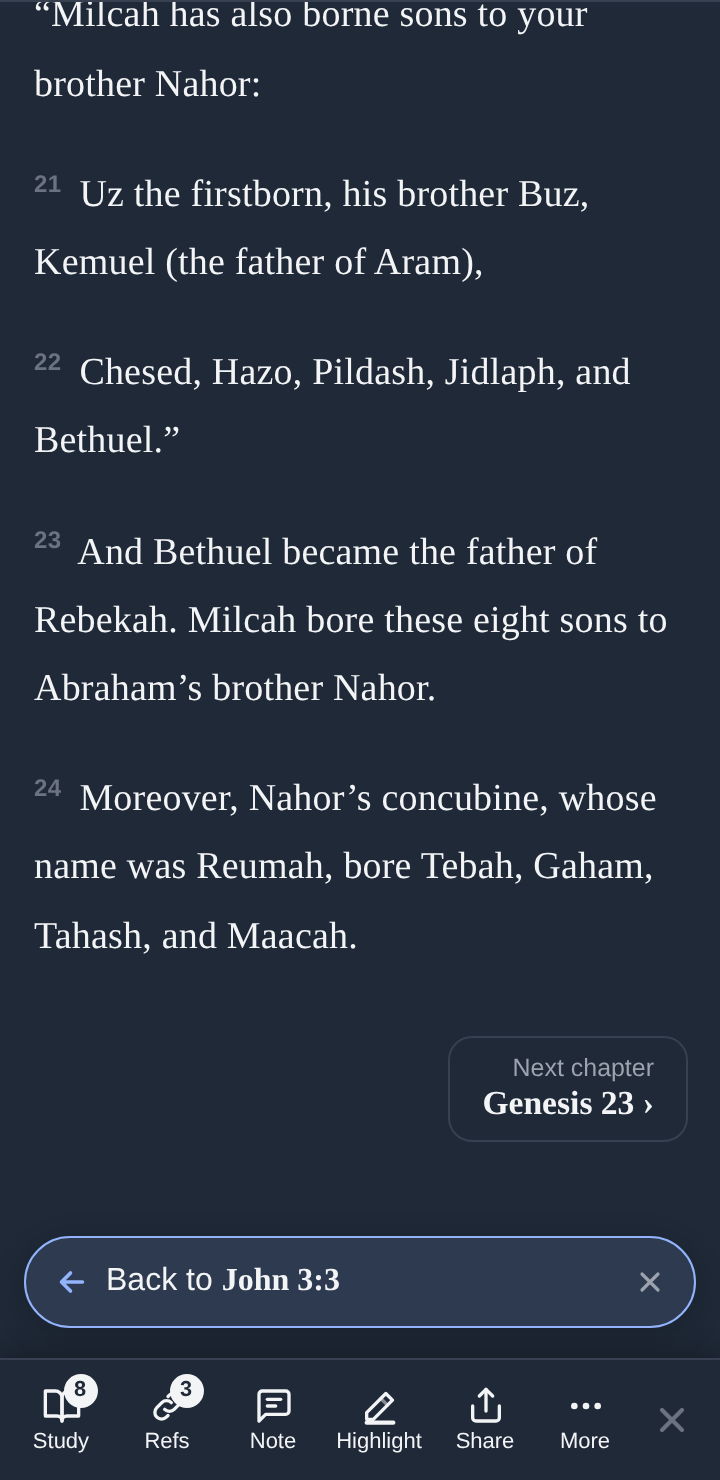 “Milcah has also borne sons to your
brother Nahor:
21 Uz the firstborn, his brother Buz,
Kemuel (the father of Aram),
22 Chesed, Hazo, Pildash, Jidlaph, and
Bethuel.”
23 And Bethuel became the father of
Rebekah. Milcah bore these eight sons to
Abraham’s brother Nahor.
24 Moreover, Nahor’s concubine, whose
name was Reumah, bore Tebah, Gaham,
Tahash, and Maacah.
Next chapter
Genesis 23 ›
Back to John 3:3
8 3
Study Refs Note Highlight Share More